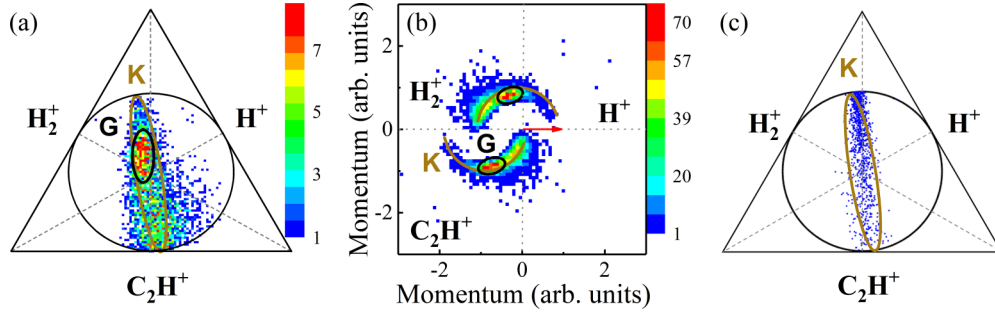 (a)
K
H₂⁺
G
H⁺
C₂H⁺
7
5
3
1
(b)
Momentum (arb. units)
2
0
-2
H₂⁺
H⁺
G
K
C₂H⁺
-2 0 2
Momentum (arb. units)
70
57
39
20
1
(c)
K
H₂⁺
H⁺
C₂H⁺